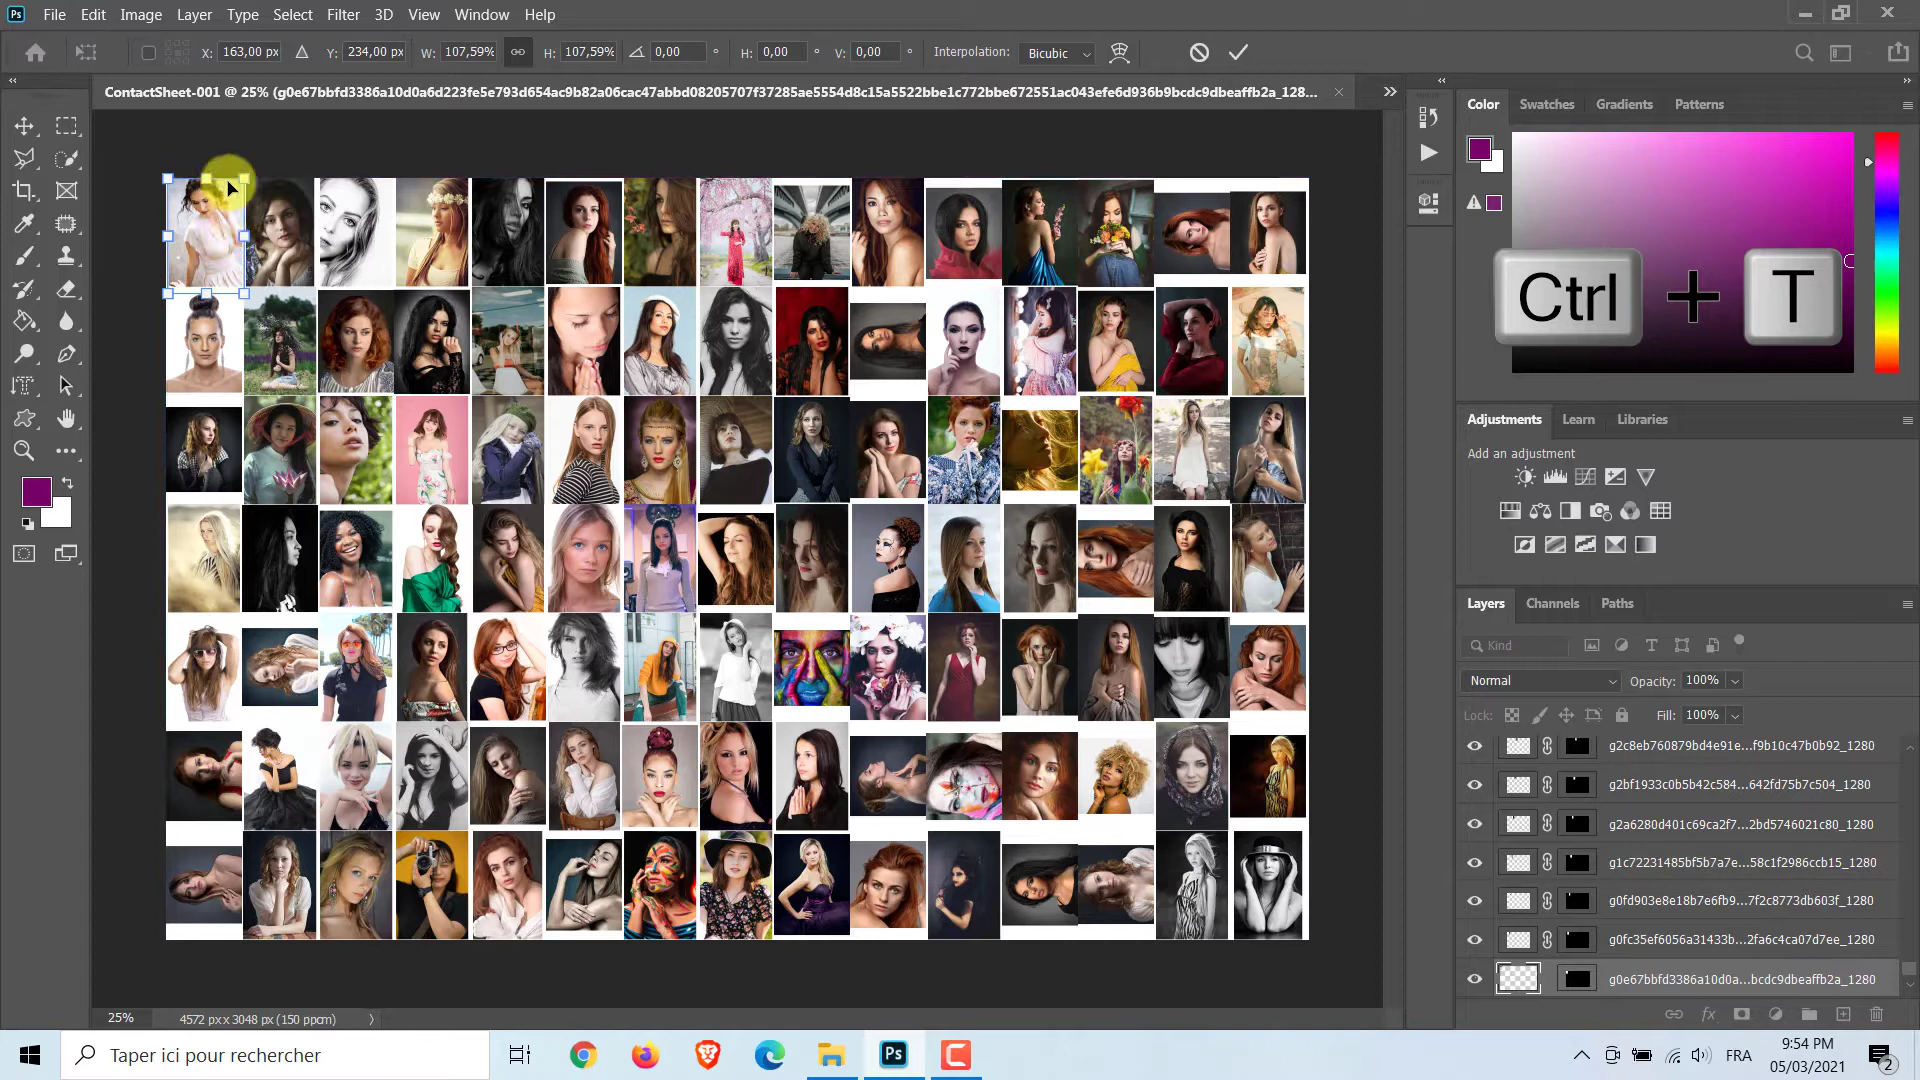 Ps File Edit Image Layer Type Select Filter 3D View Window Help
X: 163,00 px Y: 234,00 px W: 107,59% H: 107,59% 0,00 ° H: 0,00 ° V: 0,00 ° Interpolation: Bicubic
ContactSheet-001 @ 25% (g0e67bbfd3386a10d0a6d223fe5e793d654ac9b82a06cac47abbd08205707f37285ae5554d8c15a5522bbe1c772bbe672551ac043efe6d936b9bcdc9dbeaffb2a_128...
Color Swatches Gradients Patterns
Ctrl + T
Adjustments Learn Libraries
Add an adjustment
Layers Channels Paths
Kind
Normal Opacity: 100%
Lock: Fill: 100%
g2c8eb760879bd4e91e...f9b10c47b0b92_1280
g2bf1933c0b5b42c584...642fd75b7c504_1280
g2a6280d401c69ca2f7...2bd5746021c80_1280
g1c72231485bf5b7a7e...58c1f2986ccb15_1280
g0fd903e8e18b7e6fb9...7f2c8773db603f_1280
g0fc35ef6056a31433b...2fa6c4ca07d7ee_1280
g0e67bbfd3386a10d0a...bcdc9dbeaffb2a_1280
fx
25% 4572 px x 3048 px (150 ppcm)
Taper ici pour rechercher
Ps
FRA
9:54 PM
05/03/2021
2